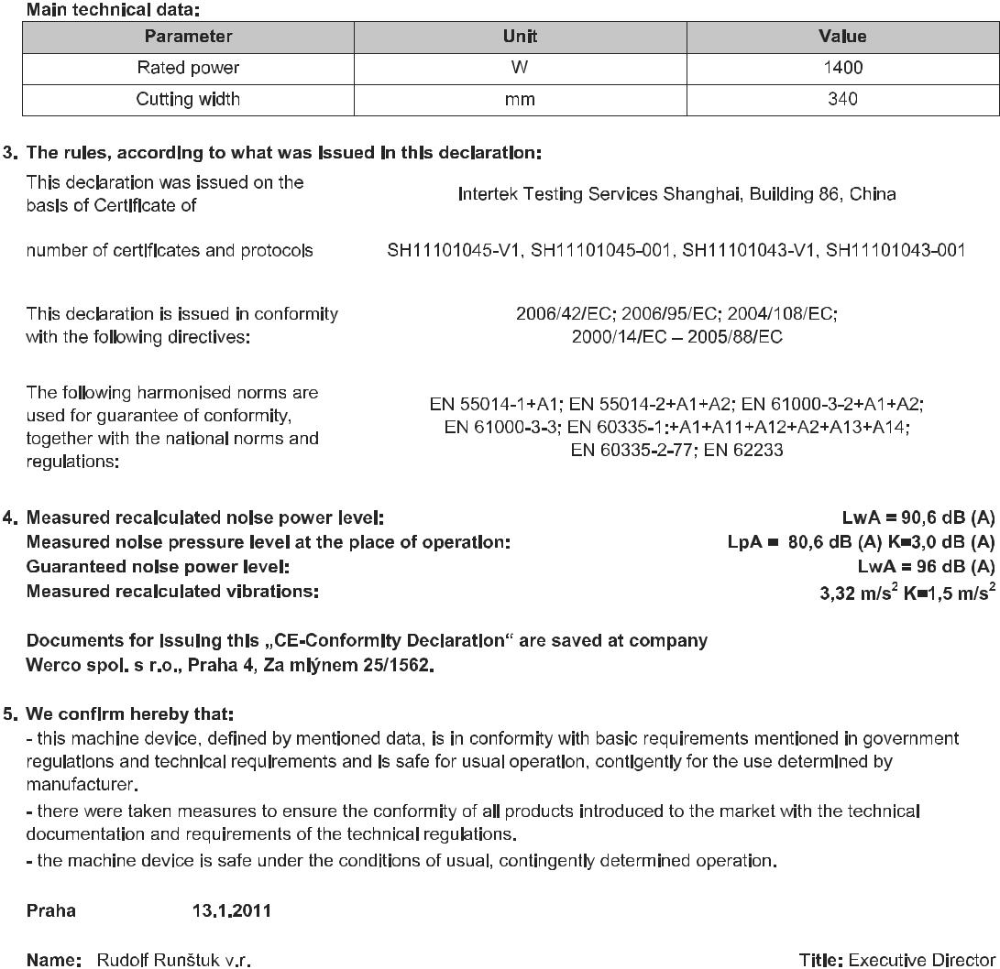 Main technical data:
Parameter Unit Value
Rated power W 1400
Cutting width mm 340
3. The rules, according to what was issued in this declaration:
This declaration was issued on the
basis of Certificate of
Intertek Testing Services Shanghai, Building 86, China
number of certificates and protocols SH11101045-V1, SH11101045-001, SH11101043-V1, SH11101043-001
This declaration is issued in conformity
with the following directives:
2006/42/EC; 2006/95/EC; 2004/108/EC;
2000/14/EC – 2005/88/EC
The following harmonised norms are
used for guarantee of conformity,
together with the national norms and
regulations:
EN 55014-1+A1; EN 55014-2+A1+A2; EN 61000-3-2+A1+A2;
EN 61000-3-3; EN 60335-1:+A1+A11+A12+A2+A13+A14;
EN 60335-2-77; EN 62233
4. Measured recalculated noise power level: LwA = 90,6 dB (A)
Measured noise pressure level at the place of operation: LpA = 80,6 dB (A) K=3,0 dB (A)
Guaranteed noise power level: LwA = 96 dB (A)
Measured recalculated vibrations: 3,32 m/s² K=1,5 m/s²
Documents for issuing this „CE-Conformity Declaration“ are saved at company
Werco spol. s r.o., Praha 4, Za mlýnem 25/1562.
5. We confirm hereby that:
- this machine device, defined by mentioned data, is in conformity with basic requirements mentioned in government
regulations and technical requirements and is safe for usual operation, contigently for the use determined by
manufacturer.
- there were taken measures to ensure the conformity of all products introduced to the market with the technical
documentation and requirements of the technical regulations.
- the machine device is safe under the conditions of usual, contingently determined operation.
Praha 13.1.2011
Name: Rudolf Runštuk v.r. Title: Executive Director